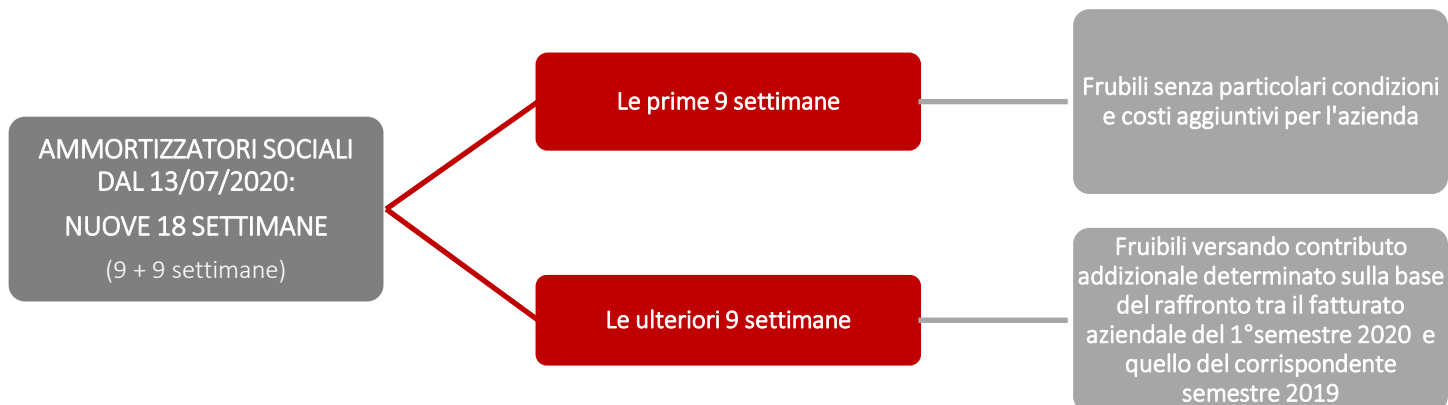 AMMORTIZZATORI SOCIALI
DAL 13/07/2020:
NUOVE 18 SETTIMANE
(9 + 9 settimane)
Le prime 9 settimane
Frubili senza particolari condizioni
e costi aggiuntivi per l'azienda
Le ulteriori 9 settimane
Fruibili versando contributo
addizionale determinato sulla base
del raffronto tra il fatturato
aziendale del 1°semestre 2020 e
quello del corrispondente
semestre 2019